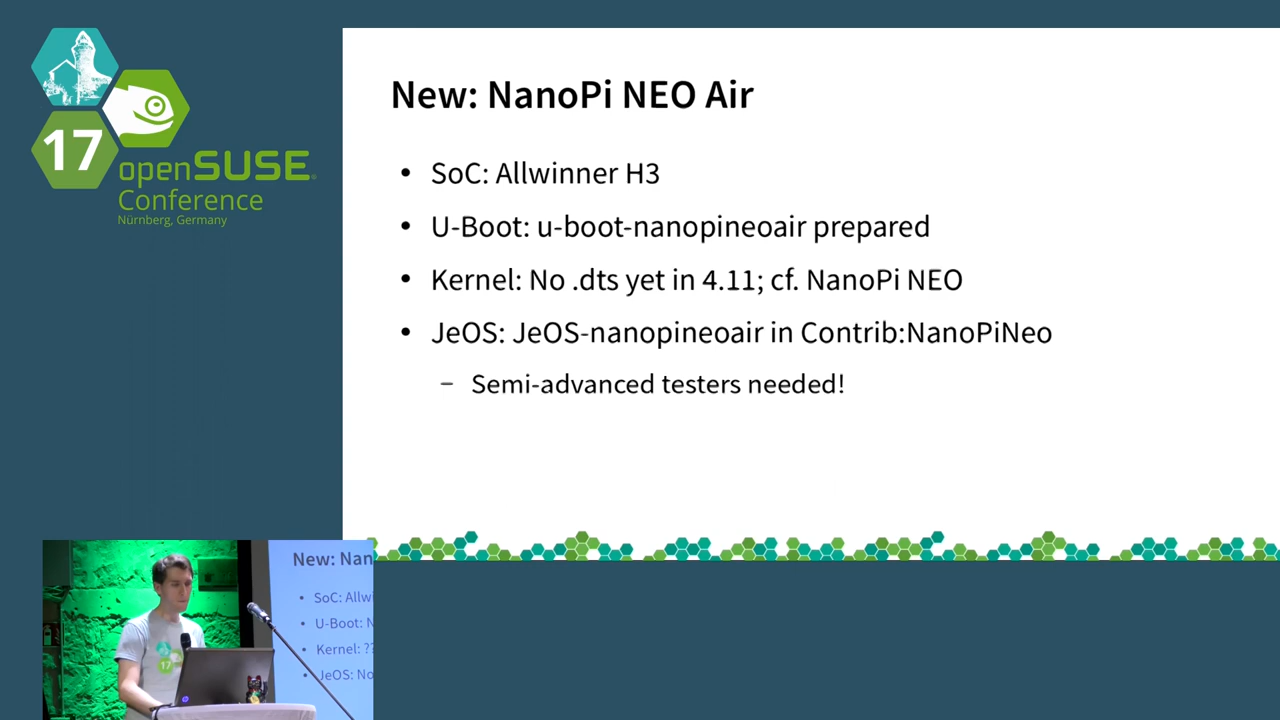 17
openSUSE
Conference
Nürnberg, Germany
New: NanoPi NEO Air
• SoC: Allwinner H3
• U-Boot: u-boot-nanopineoair prepared
• Kernel: No .dts yet in 4.11; cf. NanoPi NEO
• JeOS: JeOS-nanopineoair in Contrib:NanoPiNeo
– Semi-advanced testers needed!
New: Nan
• SoC: Allwi
• U-Boot: N
• Kernel: ??
• JeOS: No
17